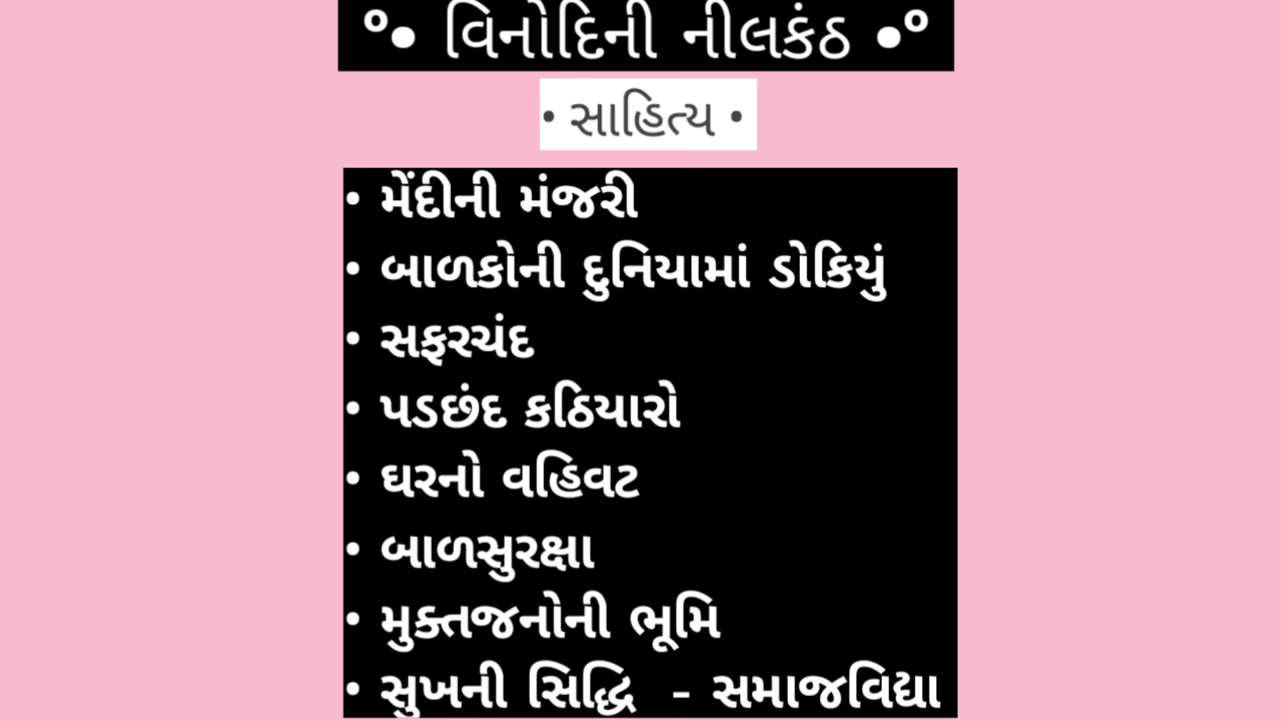 °• વિનોદિની નીલકંઠ •°
• સાહિત્ય •
• મેંદીની મંજરી
• બાળકોની દુનિયામાં ડોકિયું
• સફરચંદ
• પડછંદ કઠિયારો
• ઘરનો વહિવટ
• બાળસુરક્ષા
• મુક્તજનોની ભૂમિ
• સુખની સિદ્ધિ - સમાજવિદ્યા